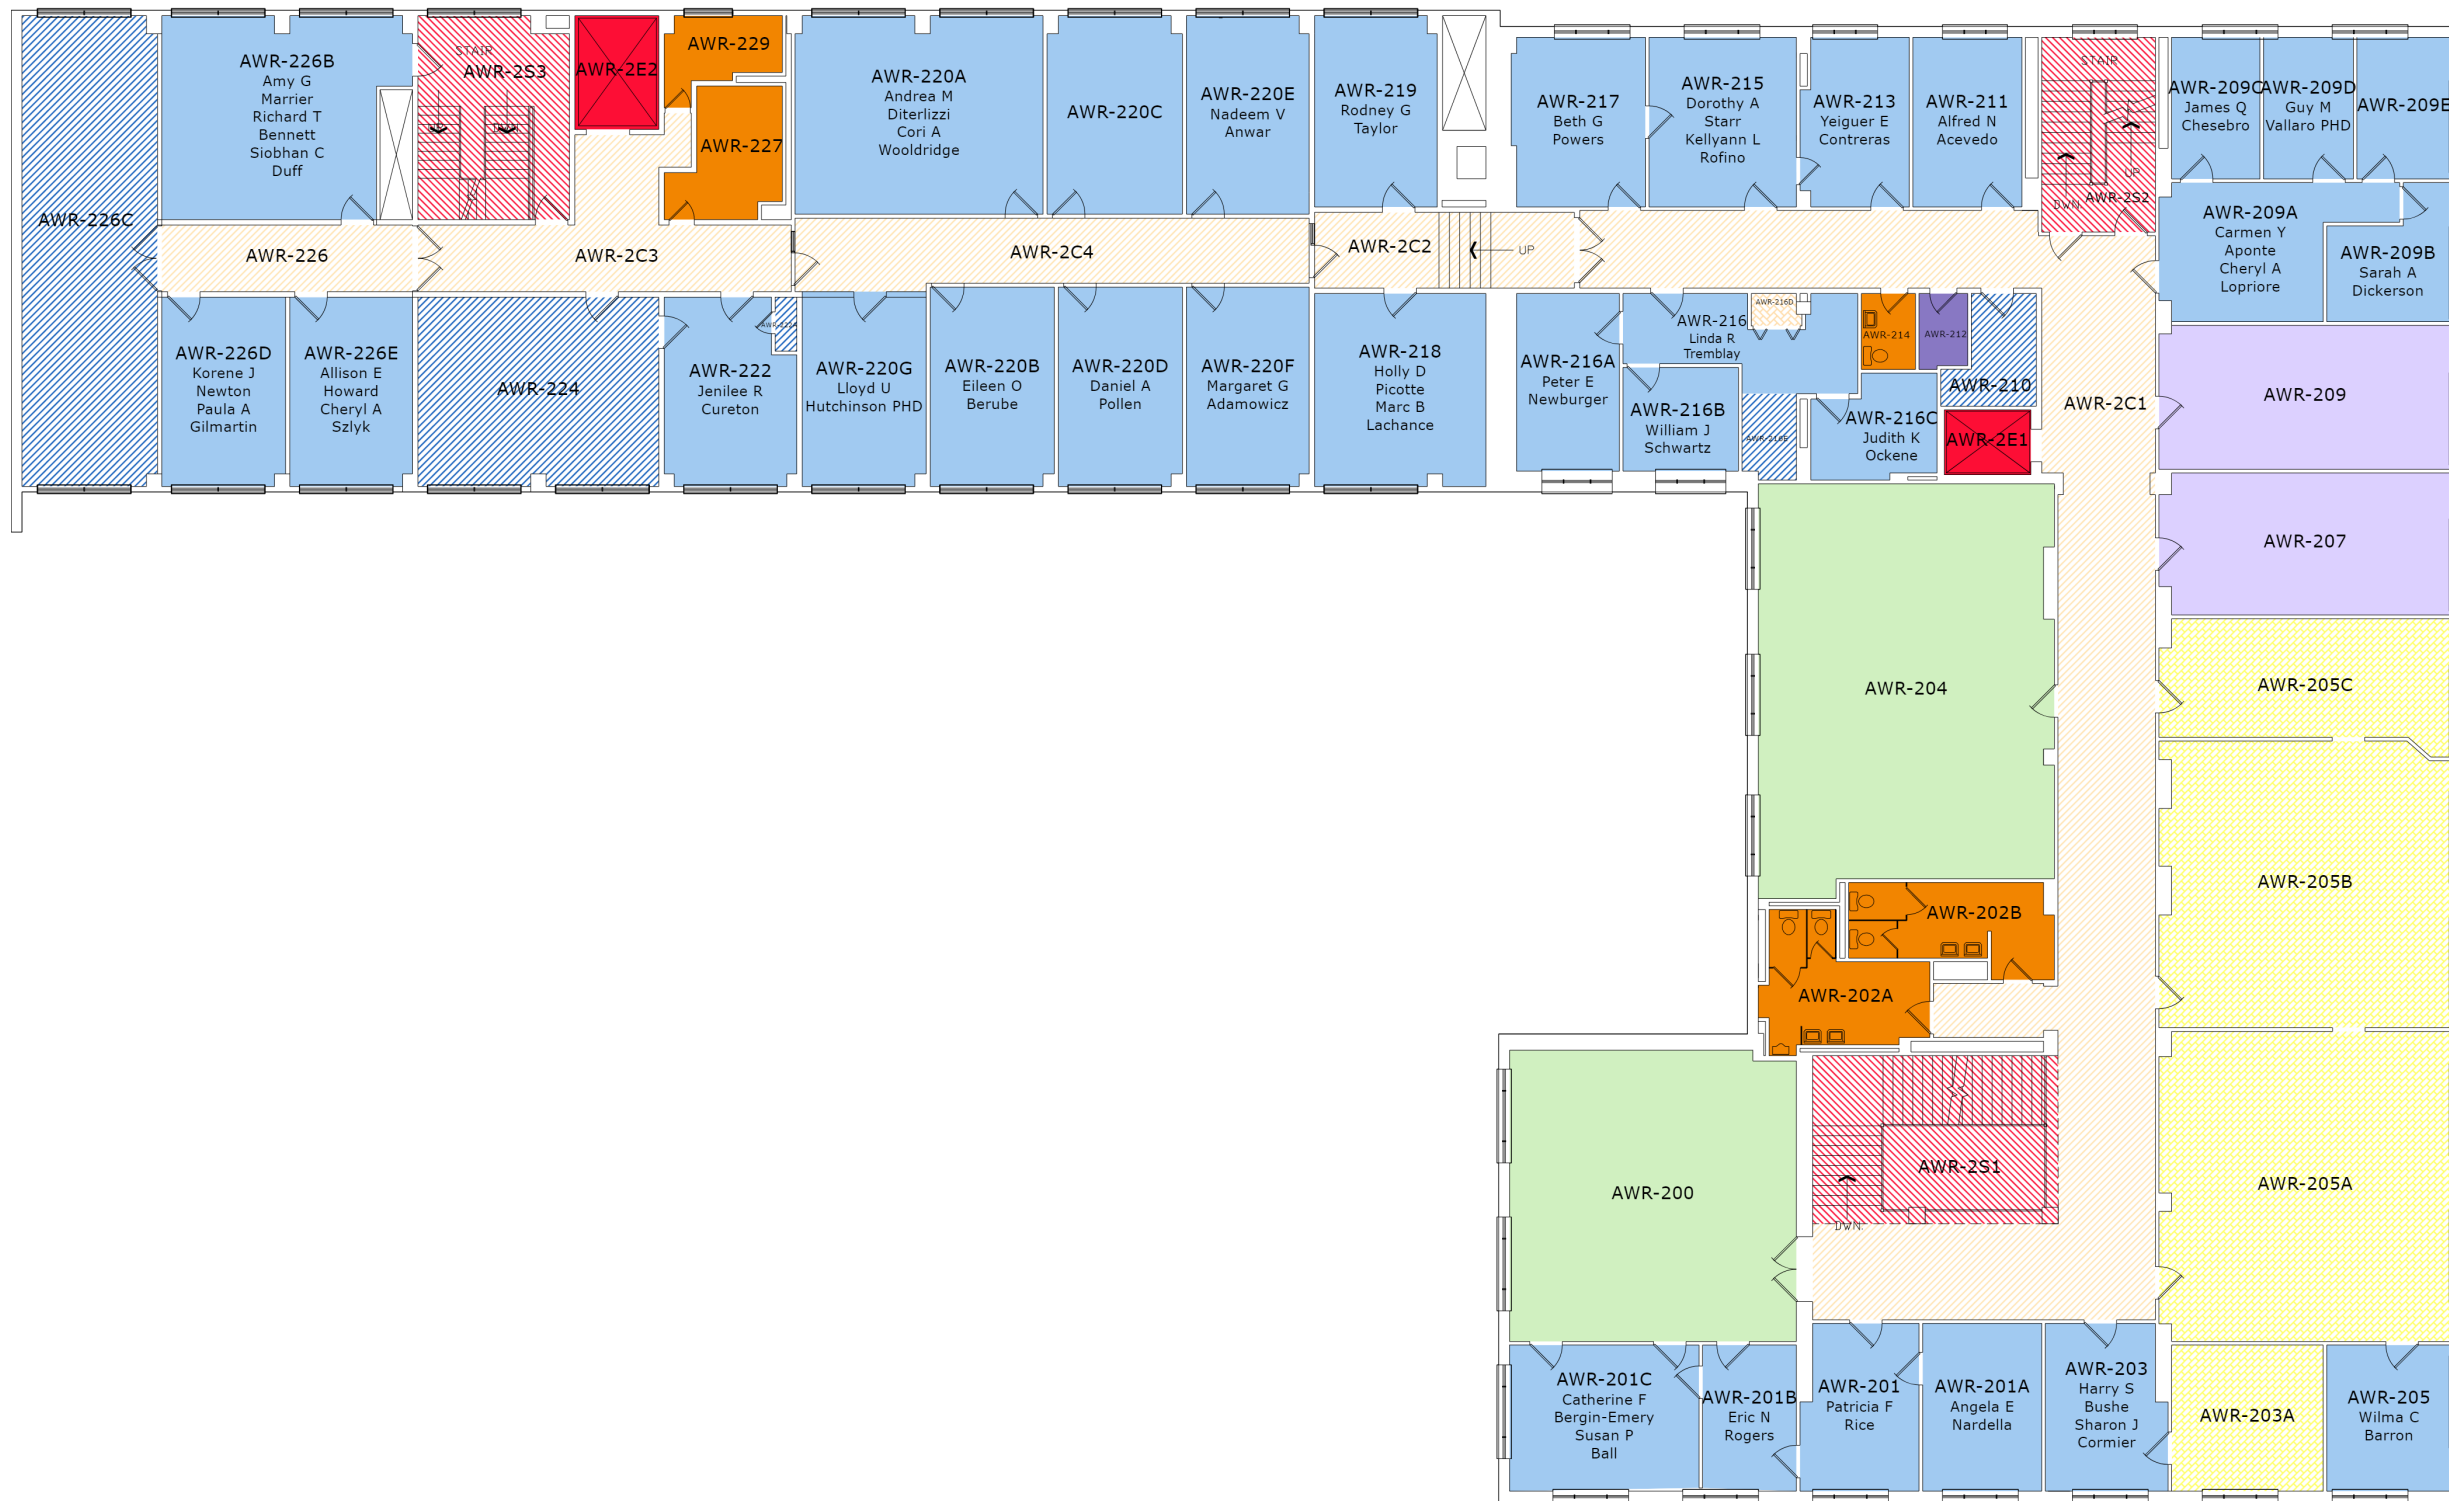 AWR-226B
Amy G
Marrier
Richard T
Bennett
Siobhan C
Duff
STAIR
AWR-2S3
UP
DWN.
AWR-2E2
AWR-229
AWR-227
AWR-220A
Andrea M
Diterlizzi
Cori A
Wooldridge
AWR-220C
AWR-220E
Nadeem V
Anwar
AWR-219
Rodney G
Taylor
AWR-217
Beth G
Powers
AWR-215
Dorothy A
Starr
Kellyann L
Rofino
AWR-213
Yeiguer E
Contreras
AWR-211
Alfred N
Acevedo
STAIR
UP
DWN.
AWR-2S2
AWR-209C
James Q
Chesebro
AWR-209D
Guy M
Vallaro PHD
AWR-209E
AWR-209A
Carmen Y
Aponte
Cheryl A
Lopriore
AWR-209B
Sarah A
Dickerson
AWR-226C
AWR-226
AWR-2C3
AWR-2C4
AWR-2C2
UP
AWR-226D
Korene J
Newton
Paula A
Gilmartin
AWR-226E
Allison E
Howard
Cheryl A
Szlyk
AWR-224
AWR-222
Jenilee R
Cureton
AWR-222A
AWR-220G
Lloyd U
Hutchinson PHD
AWR-220B
Eileen O
Berube
AWR-220D
Daniel A
Pollen
AWR-220F
Margaret G
Adamowicz
AWR-218
Holly D
Picotte
Marc B
Lachance
AWR-216A
Peter E
Newburger
AWR-216
Linda R
Tremblay
AWR-216D
AWR-216B
William J
Schwartz
AWR-216E
AWR-214
AWR-212
AWR-210
AWR-216C
Judith K
Ockene
AWR-2E1
AWR-2C1
AWR-209
AWR-207
AWR-204
AWR-205C
AWR-205B
AWR-202B
AWR-202A
AWR-2S1
DWN.
AWR-200
AWR-205A
AWR-201C
Catherine F
Bergin-Emery
Susan P
Ball
AWR-201B
Eric N
Rogers
AWR-201
Patricia F
Rice
AWR-201A
Angela E
Nardella
AWR-203
Harry S
Bushe
Sharon J
Cormier
AWR-203A
AWR-205
Wilma C
Barron